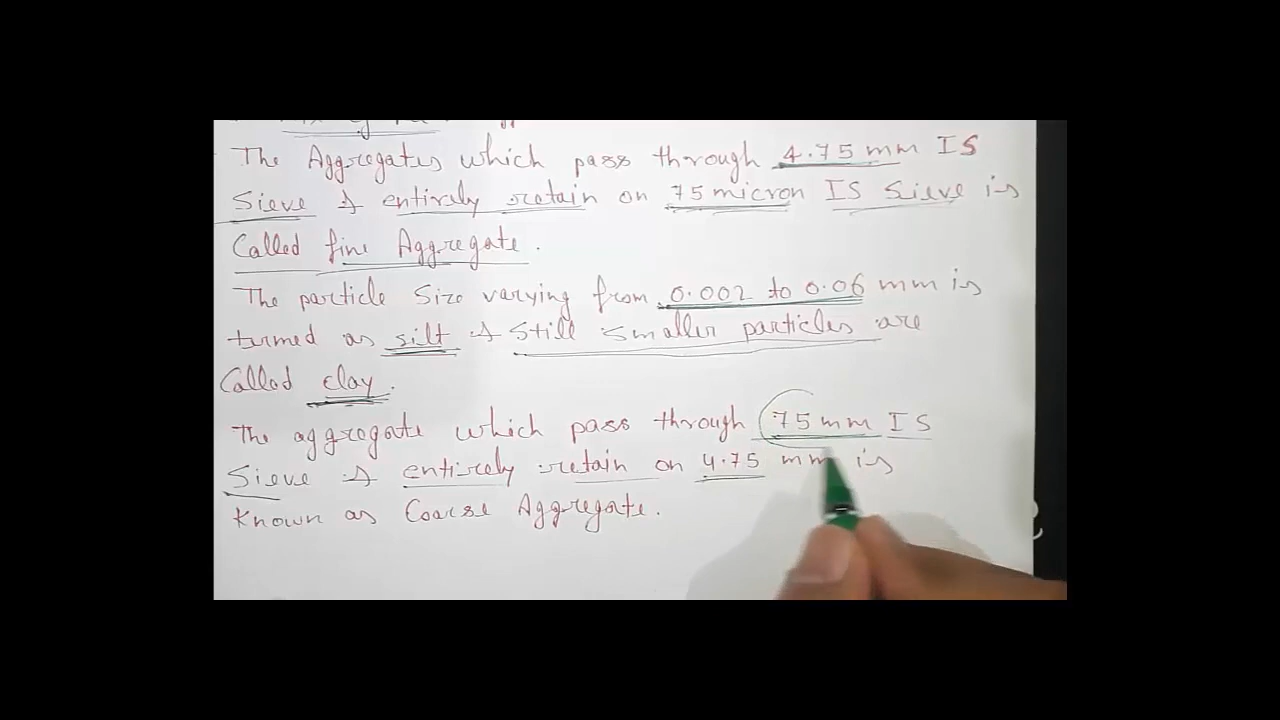 The Aggregates which pass through 4.75 mm IS
Sieve & entirely retain on 75 micron IS Sieve is
Called fine Aggregate.
The particle Size varying from 0.002 to 0.06 mm is
termed as silt & Still Smaller particles are
Called clay.
The aggregate which pass through 75 mm IS
Sieve & entirely retain on 4.75 mm is
Known as Coarse Aggregate.